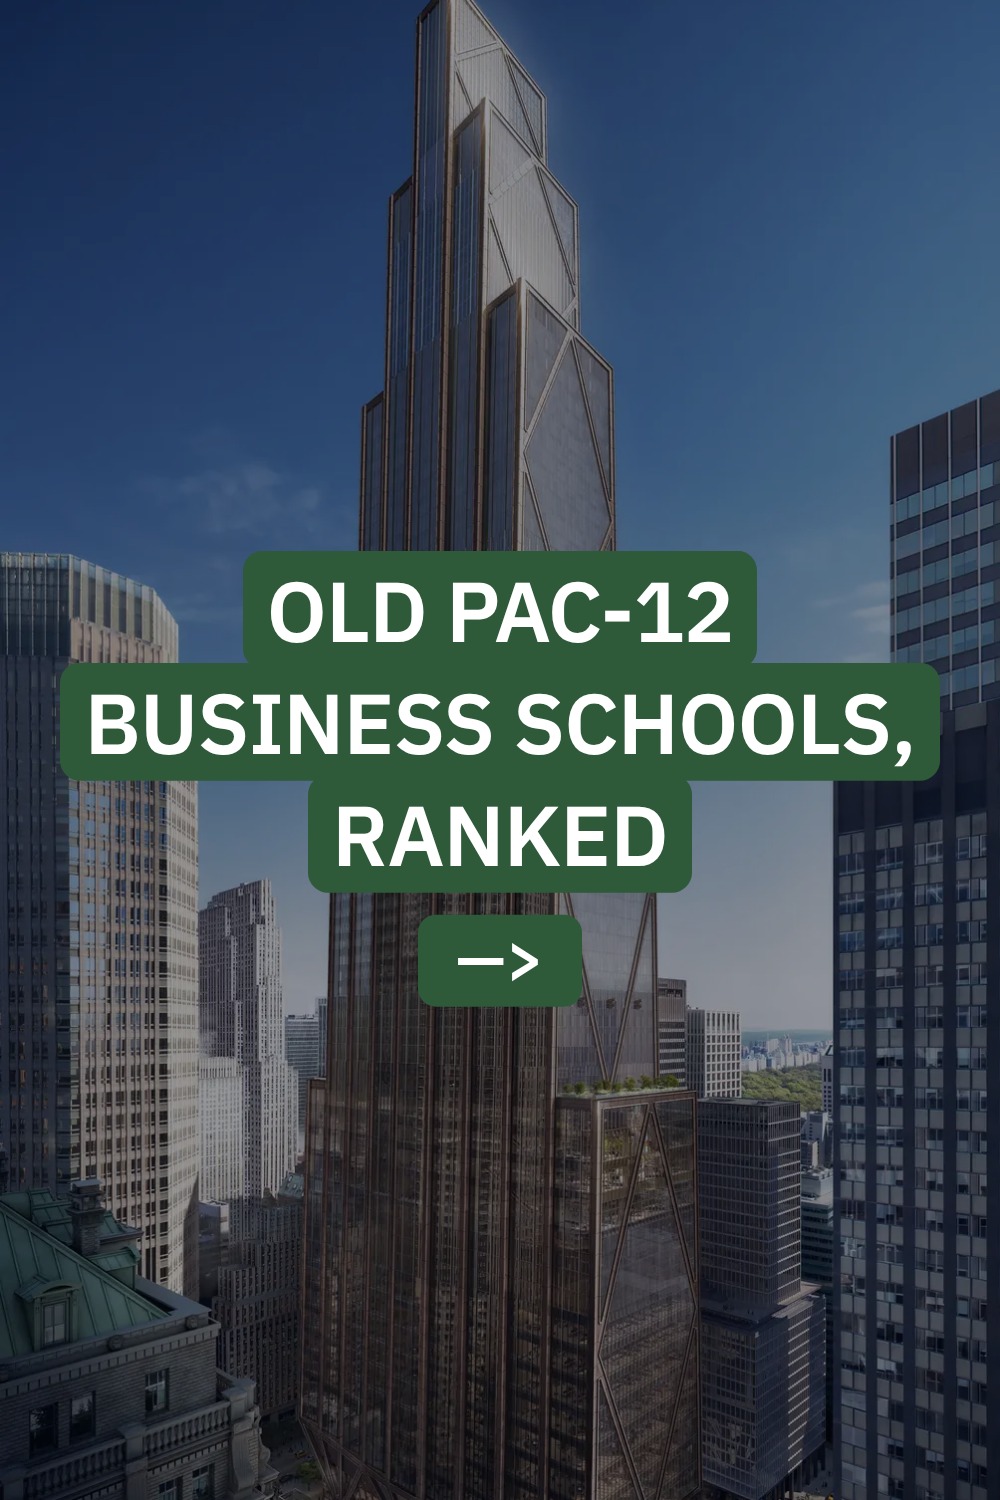 OLD PAC-12
BUSINESS SCHOOLS,
RANKED
—>